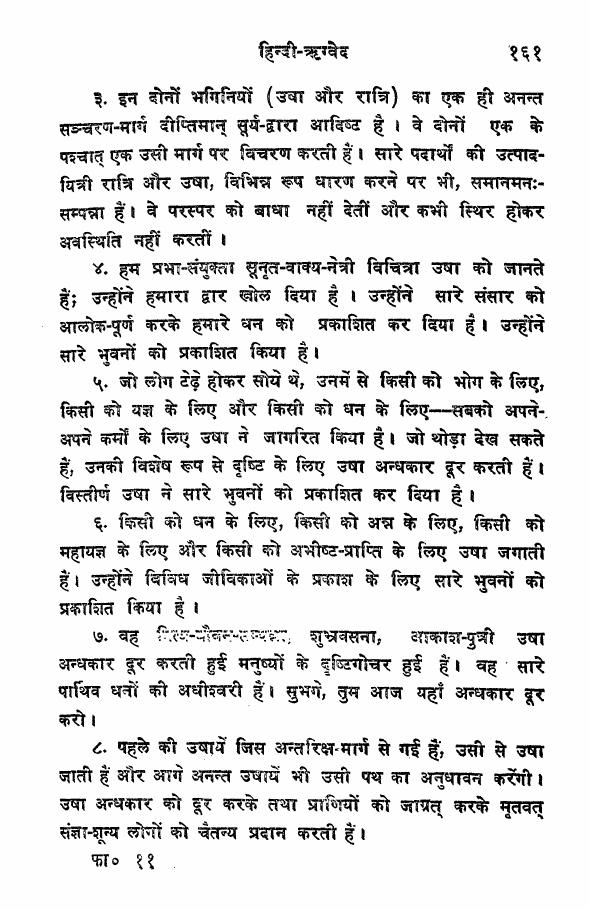 हिन्दी-ऋग्वेद १६१
३. इन दोनों भगिनियों (उषा और रात्रि) का एक ही अनन्त
सञ्चरण-मार्ग दीप्तिमान् सूर्य-द्वारा आदिष्ट है । वे दोनों एक के
पश्चात् एक उसी मार्ग पर विचरण करती हैं। सारे पदार्थों की उत्पाद-
यित्री रात्रि और उषा, विभिन्न रूप धारण करने पर भी, समानमनः-
सम्पन्ना हैं। वे परस्पर को बाधा नहीं देतीं और कभी स्थिर होकर
अवस्थिति नहीं करतीं ।
४. हम प्रभा-संयुक्ता सूनृत-वाक्य-नेत्री विचित्रा उषा को जानते
हैं; उन्होंने हमारा द्वार खोल दिया है । उन्होंने सारे संसार को
आलोक-पूर्ण करके हमारे धन को प्रकाशित कर दिया है। उन्होंने
सारे भुवनों को प्रकाशित किया है।
५. जो लोग टेढ़े होकर सोये थे, उनमें से किसी को भोग के लिए,
किसी को यज्ञ के लिए और किसी को धन के लिए—सबको अपने-
अपने कर्मों के लिए उषा ने जागरित किया है। जो थोड़ा देख सकते
हैं, उनकी विशेष रूप से दृष्टि के लिए उषा अन्धकार दूर करती हैं।
विस्तीर्ण उषा ने सारे भुवनों को प्रकाशित कर दिया है।
६. किसी को धन के लिए, किसी को अन्न के लिए, किसी को
महायज्ञ के लिए और किसी को अभीष्ट-प्राप्ति के लिए उषा जगाती
हैं। उन्होंने विविध जीविकाओं के प्रकाश के लिए सारे भुवनों को
प्रकाशित किया है ।
७. वह नित्य-यौवन-सम्पन्ना, शुभ्रवसना, आकाश-पुत्री उषा
अन्धकार दूर करती हुई मनुष्यों के दृष्टिगोचर हुई हैं। वह सारे
पार्थिव धनों की अधीश्वरी हैं। सुभगे, तुम आज यहाँ अन्धकार दूर
करो।
८. पहले की उषायें जिस अन्तरिक्ष-मार्ग से गई हैं, उसी से उषा
जाती हैं और आगे अनन्त उषायें भी उसी पथ का अनुधावन करेंगी।
उषा अन्धकार को दूर करके तथा प्राणियों को जाग्रत् करके मृतवत्
संज्ञा-शून्य लोगों को चैतन्य प्रदान करती हैं।
फा० ११